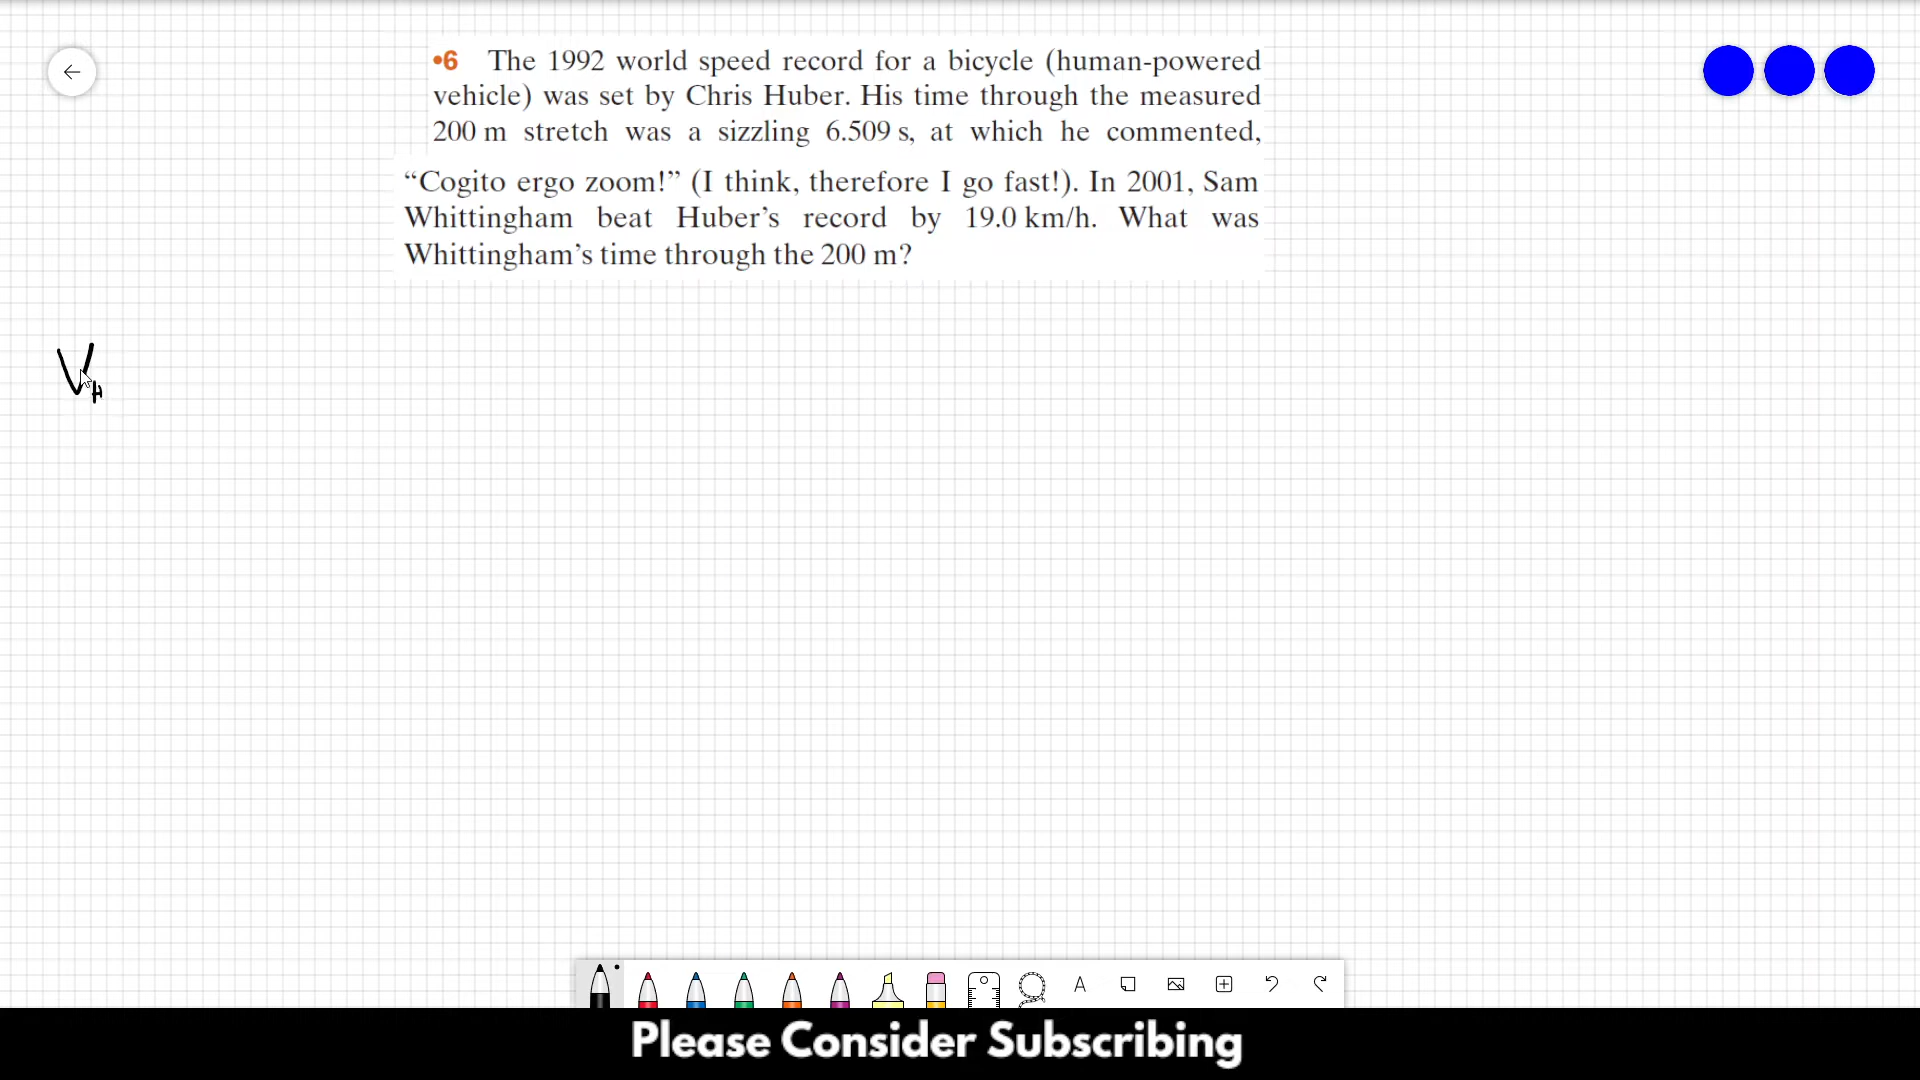 •6 The 1992 world speed record for a bicycle (human-powered
vehicle) was set by Chris Huber. His time through the measured
200 m stretch was a sizzling 6.509 s, at which he commented,
“Cogito ergo zoom!” (I think, therefore I go fast!). In 2001, Sam
Whittingham beat Huber’s record by 19.0 km/h. What was
Whittingham’s time through the 200 m?
V_H
A
Please Consider Subscribing